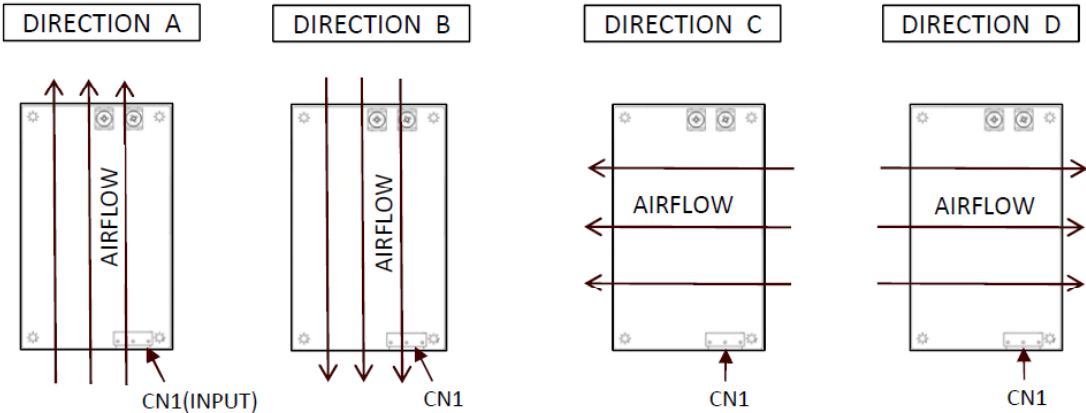 DIRECTION A
DIRECTION B
DIRECTION C
DIRECTION D
AIRFLOW
AIRFLOW
AIRFLOW
AIRFLOW
CN1(INPUT)
CN1
CN1
CN1